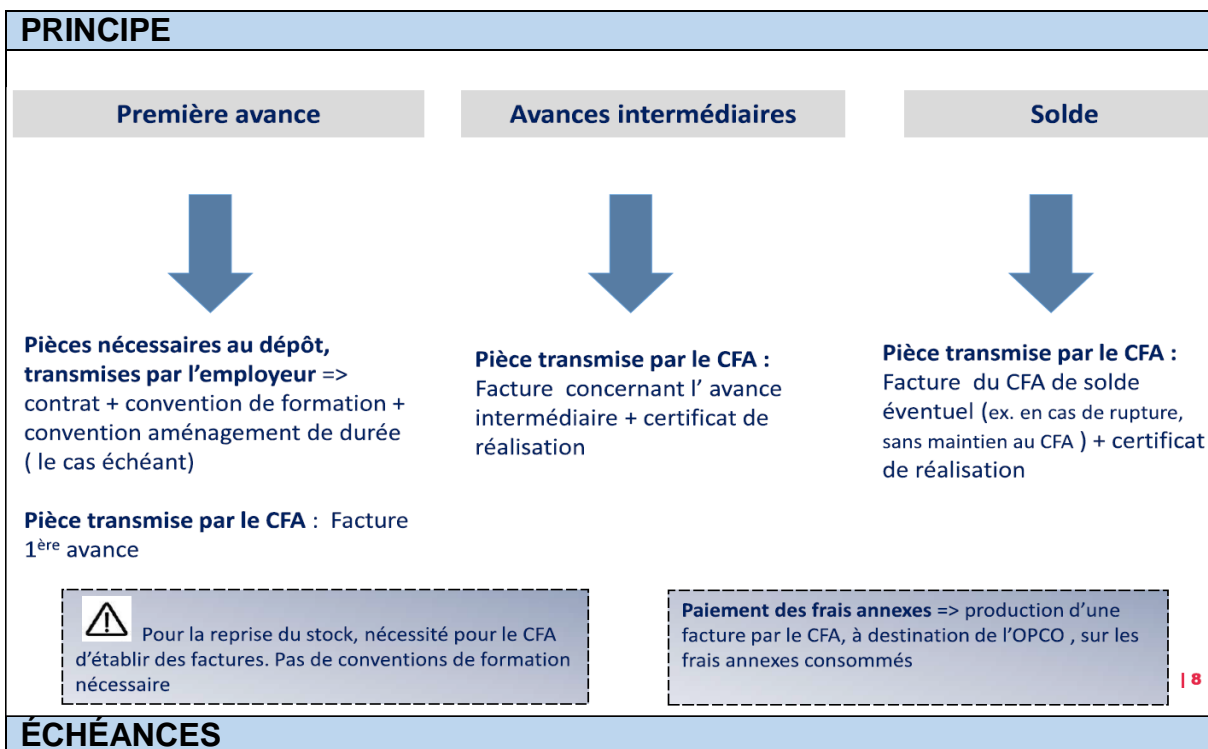 PRINCIPE
Première avance
Avances intermédiaires
Solde
Pièces nécessaires au dépôt,
transmises par l'employeur =>
contrat + convention de formation +
convention aménagement de durée
( le cas échéant)
Pièce transmise par le CFA : Facture
1ère avance
Pièce transmise par le CFA :
Facture concernant l' avance
intermédiaire + certificat de
réalisation
Pièce transmise par le CFA :
Facture du CFA de solde
éventuel (ex. en cas de rupture,
sans maintien au CFA ) + certificat
de réalisation
Pour la reprise du stock, nécessité pour le CFA
d'établir des factures. Pas de conventions de formation
nécessaire
Paiement des frais annexes => production d'une
facture par le CFA, à destination de l'OPCO , sur les
frais annexes consommés
| 8
ÉCHÉANCES